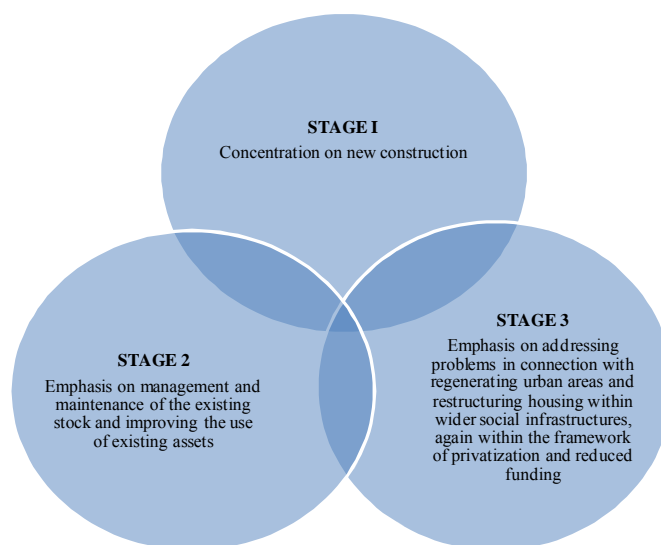 STAGE I
Concentration on new construction
STAGE 2
Emphasis on management and
maintenance of the existing
stock and improving the use
of existing assets
STAGE 3
Emphasis on addressing
problems in connection with
regenerating urban areas and
restructuring housing within
wider social infrastructures,
again within the framework
of privatization and reduced
funding